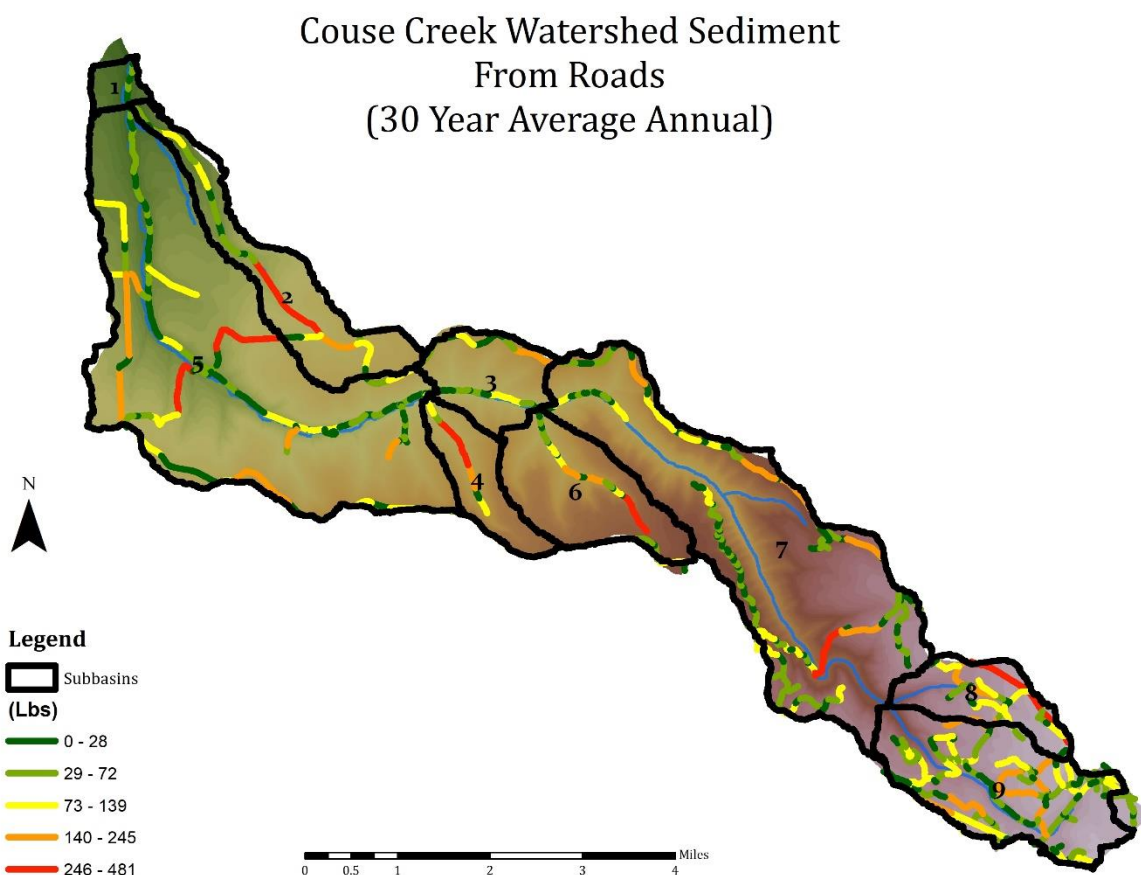 Couse Creek Watershed Sediment
From Roads
(30 Year Average Annual)
1
2
3
5
4
6
7
8
9
N
Legend
Subbasins
(Lbs)
0 - 28
29 - 72
73 - 139
140 - 245
246 - 481
Miles
0 0.5 1 2 3 4